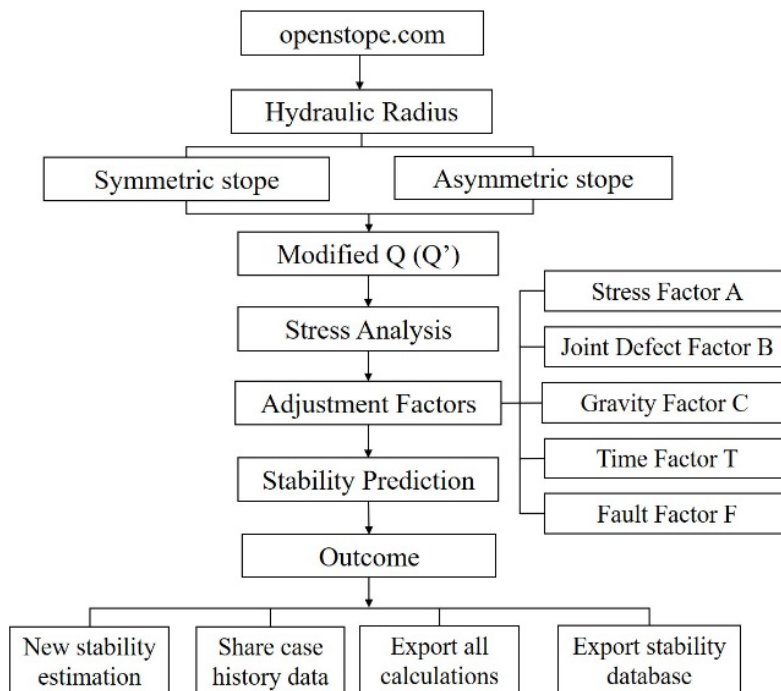 openstope.com
Hydraulic Radius
Symmetric stope
Asymmetric stope
Modified Q (Q’)
Stress Analysis
Adjustment Factors
Stability Prediction
Outcome
Stress Factor A
Joint Defect Factor B
Gravity Factor C
Time Factor T
Fault Factor F
New stability
estimation
Share case
history data
Export all
calculations
Export stability
database